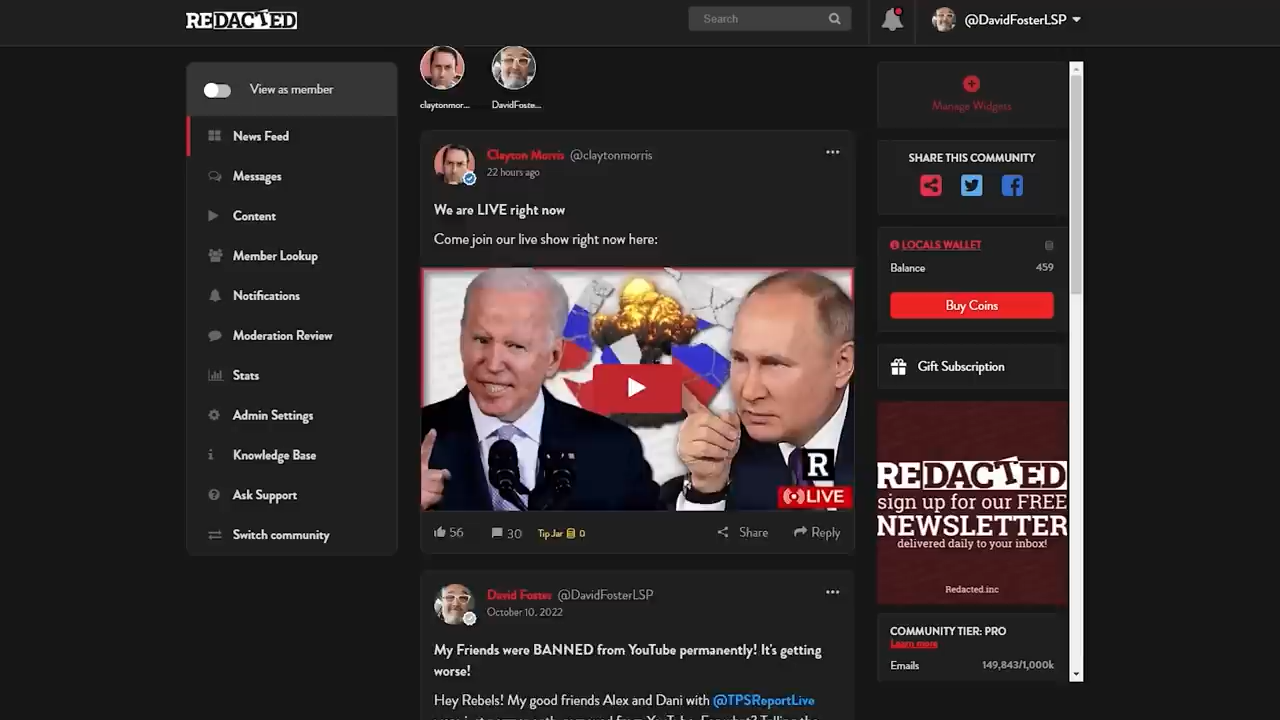 REDACTED
Search
@DavidFosterLSP
View as member
News Feed
Messages
Content
Member Lookup
Notifications
Moderation Review
Stats
Admin Settings
Knowledge Base
Ask Support
Switch community
claytonmor...
DavidFoste...
Clayton Morris @claytonmorris
22 hours ago
We are LIVE right now
Come join our live show right now here:
R
LIVE
56
30
Tip Jar 0
Share
Reply
David Foster @DavidFosterLSP
October 10, 2022
My Friends were BANNED from YouTube permanently! It's getting
worse!
Hey Rebels! My good friends Alex and Dani with @TPSReportLive
Manage Widgets
SHARE THIS COMMUNITY
LOCALS WALLET
Balance 459
Buy Coins
Gift Subscription
REDACTED
sign up for our FREE
NEWSLETTER
delivered daily to your inbox!
Redacted.inc
COMMUNITY TIER: PRO
Learn more
Emails 149,843/1,000k